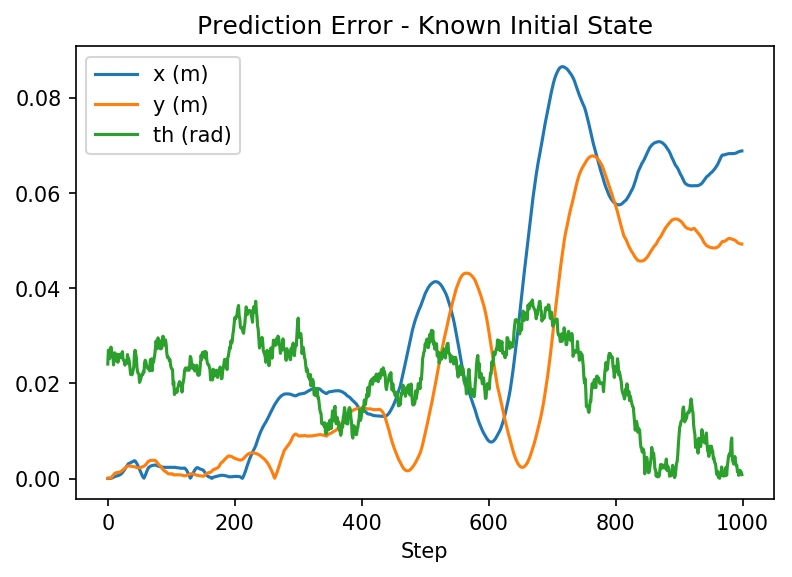 Prediction Error - Known Initial State
x (m)
y (m)
th (rad)
0.08
0.06
0.04
0.02
0.00
0 200 400 600 800 1000
Step